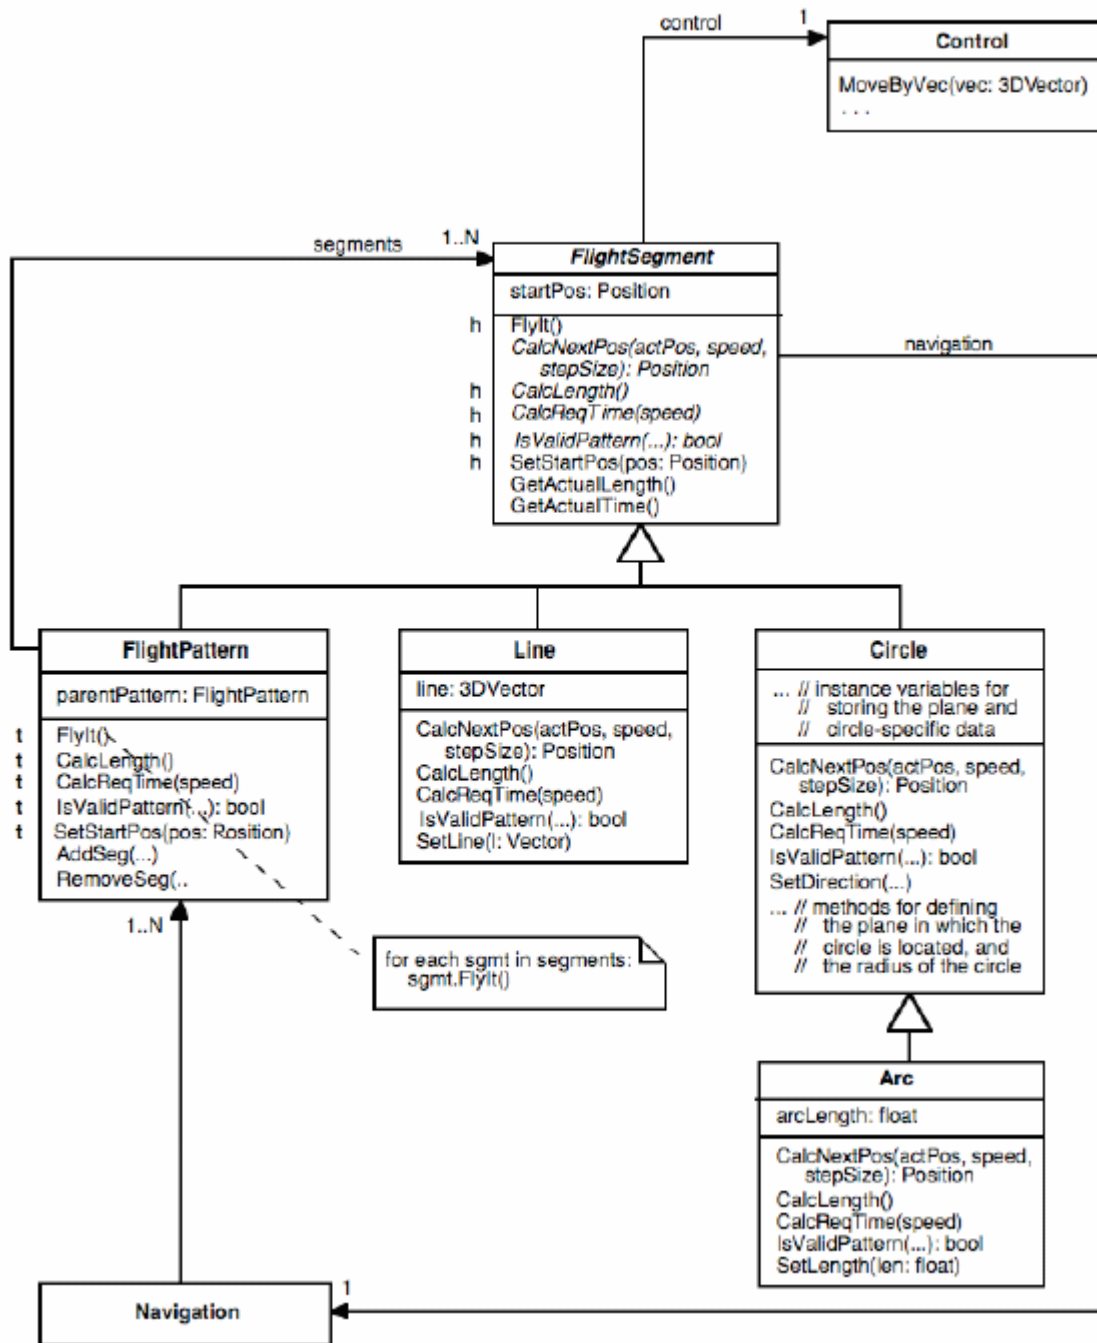 control
1
Control
MoveByVec(vec: 3DVector)
. . .
segments
1..N
FlightSegment
startPos: Position
h FlyIt()
CalcNextPos(actPos, speed,
stepSize): Position
h CalcLength()
h CalcReqTime(speed)
h IsValidPattern(...): bool
h SetStartPos(pos: Position)
GetActualLength()
GetActualTime()
navigation
FlightPattern
parentPattern: FlightPattern
t FlyIt()
t CalcLength()
t CalcReqTime(speed)
t IsValidPattern(...): bool
t SetStartPos(pos: Position)
AddSeg(...)
RemoveSeg(..
1..N
Line
line: 3DVector
CalcNextPos(actPos, speed,
stepSize): Position
CalcLength()
CalcReqTime(speed)
IsValidPattern(...): bool
SetLine(l: Vector)
Circle
... // instance variables for
// storing the plane and
// circle-specific data
CalcNextPos(actPos, speed,
stepSize): Position
CalcLength()
CalcReqTime(speed)
IsValidPattern(...): bool
SetDirection(...)
... // methods for defining
// the plane in which the
// circle is located, and
// the radius of the circle
for each sgmt in segments:
sgmt.FlyIt()
Arc
arcLength: float
CalcNextPos(actPos, speed,
stepSize): Position
CalcLength()
CalcReqTime(speed)
IsValidPattern(...): bool
SetLength(len: float)
Navigation
1